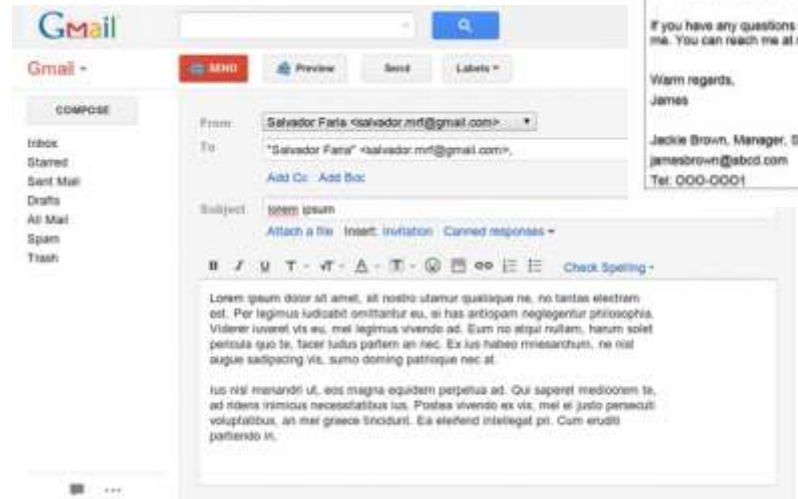 GMail
Gmail
SEND
Preview
Send
Labels
COMPOSE
Inbox
Starred
Sent Mail
Drafts
All Mail
Spam
Trash
From
Salvador Faria <salvador.mrf@gmail.com>
To
"Salvador Faria" <salvador.mrf@gmail.com>,
Add Cc Add Bcc
Subject
lorem ipsum
Attach a file Insert: Invitation Canned responses
B I U T T A T Check Spelling
Lorem ipsum dolor sit amet, sit nostro utamur qualisque ne, no tantas electram
est. Per legimus iudicabit omittantur eu, ei has antiopam neglegentur philosophia.
Viderer iuvaret vis eu, mel legimus vivendo ad. Eum no atqui nullam, harum solet
pericula quo te, facer ludus partem an nec. Ex ius habeo mnesarchum, ne nisl
augue sadipscing vis, sumo doming patrioque nec at.
Ius nisl menandri ut, eos magna equidem perpetua ad. Qui saperet mediocrem te,
ad ridens inimicus necessitatibus ius. Postea vivendo ex vis, mel ei justo persecuti
voluptatibus, an mer graece tincidunt. Ea eleifend intellegat pri. Cum eruditi
partiendo in.
If you have any questions
me. You can reach me at
Warm regards,
James
Jackie Brown, Manager, S
jamesbrown@abcd.com
Tel: OOO-OOO1